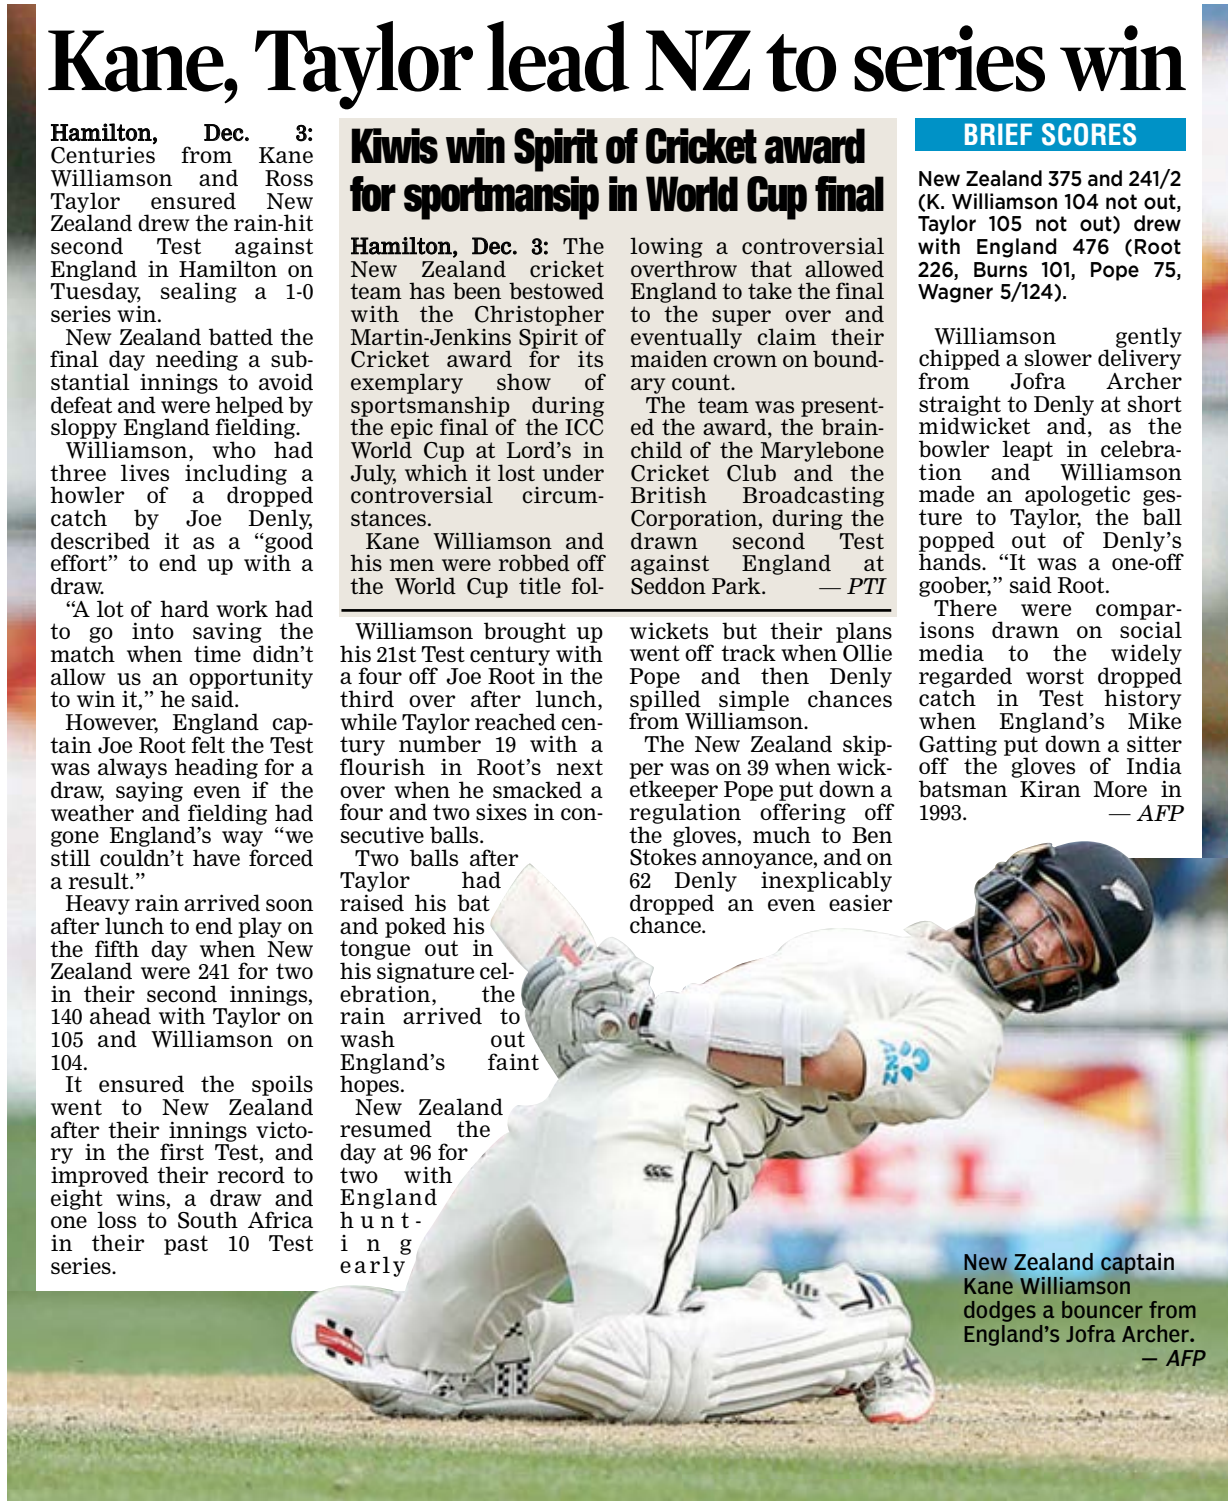 Kane, Taylor lead NZ to series win
Hamilton, Dec. 3:
Centuries from Kane
Williamson and Ross
Taylor ensured New
Zealand drew the rain-hit
second Test against
England in Hamilton on
Tuesday, sealing a 1-0
series win.
New Zealand batted the
final day needing a sub-
stantial innings to avoid
defeat and were helped by
sloppy England fielding.
Williamson, who had
three lives including a
howler of a dropped
catch by Joe Denly,
described it as a “good
effort” to end up with a
draw.
“A lot of hard work had
to go into saving the
match when time didn’t
allow us an opportunity
to win it,” he said.
However, England cap-
tain Joe Root felt the Test
was always heading for a
draw, saying even if the
weather and fielding had
gone England’s way “we
still couldn’t have forced
a result.”
Heavy rain arrived soon
after lunch to end play on
the fifth day when New
Zealand were 241 for two
in their second innings,
140 ahead with Taylor on
105 and Williamson on
104.
It ensured the spoils
went to New Zealand
after their innings victo-
ry in the first Test, and
improved their record to
eight wins, a draw and
one loss to South Africa
in their past 10 Test
series.
Kiwis win Spirit of Cricket award
for sportmansip in World Cup final
Hamilton, Dec. 3: The
New Zealand cricket
team has been bestowed
with the Christopher
Martin-Jenkins Spirit of
Cricket award for its
exemplary show of
sportsmanship during
the epic final of the ICC
World Cup at Lord’s in
July, which it lost under
controversial circum-
stances.
Kane Williamson and
his men were robbed off
the World Cup title fol-
lowing a controversial
overthrow that allowed
England to take the final
to the super over and
eventually claim their
maiden crown on bound-
ary count.
The team was present-
ed the award, the brain-
child of the Marylebone
Cricket Club and the
British Broadcasting
Corporation, during the
drawn second Test
against England at
Seddon Park. — PTI
Williamson brought up
his 21st Test century with
a four off Joe Root in the
third over after lunch,
while Taylor reached cen-
tury number 19 with a
flourish in Root’s next
over when he smacked a
four and two sixes in con-
secutive balls.
Two balls after
Taylor had
raised his bat
and poked his
tongue out in
his signature cel-
ebration, the
rain arrived to
wash out
England’s faint
hopes.
New Zealand
resumed the
day at 96 for
two with
England
hunt-
ing
early
wickets but their plans
went off track when Ollie
Pope and then Denly
spilled simple chances
from Williamson.
The New Zealand skip-
per was on 39 when wick-
etkeeper Pope put down a
regulation offering off
the gloves, much to Ben
Stokes annoyance, and on
62 Denly inexplicably
dropped an even easier
chance.
BRIEF SCORES
New Zealand 375 and 241/2
(K. Williamson 104 not out,
Taylor 105 not out) drew
with England 476 (Root
226, Burns 101, Pope 75,
Wagner 5/124).
Williamson gently
chipped a slower delivery
from Jofra Archer
straight to Denly at short
midwicket and, as the
bowler leapt in celebra-
tion and Williamson
made an apologetic ges-
ture to Taylor, the ball
popped out of Denly’s
hands. “It was a one-off
goober,” said Root.
There were compar-
isons drawn on social
media to the widely
regarded worst dropped
catch in Test history
when England’s Mike
Gatting put down a sitter
off the gloves of India
batsman Kiran More in
1993. — AFP
ANZ
CCC
EL
New Zealand captain
Kane Williamson
dodges a bouncer from
England’s Jofra Archer.
— AFP